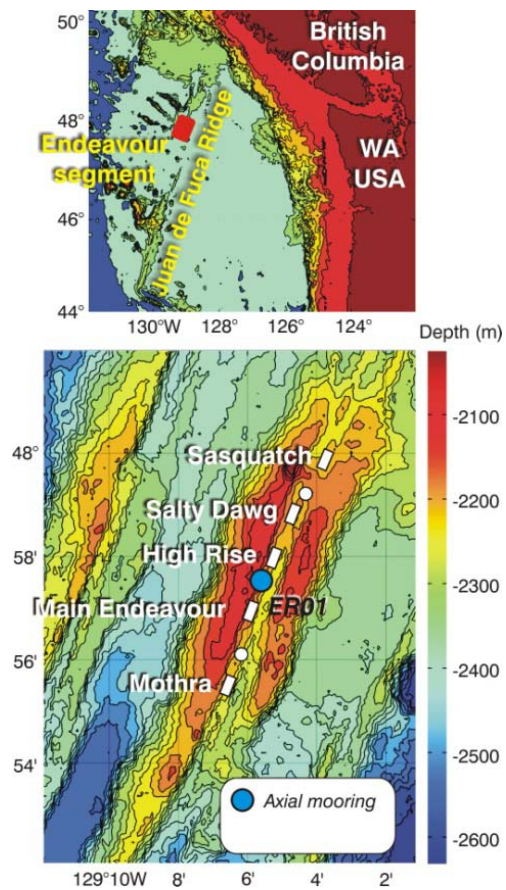 50°
British
Columbia
48°
Endeavour
segment
WA
USA
46°
Juan de Fuca Ridge
44°
130°W
128°
126°
124°
Depth (m)
48°
Sasquatch
-2100
Salty Dawg
-2200
58'
High Rise
-2300
Main Endeavour
ER01
56'
-2400
Mothra
54'
-2500
Axial mooring
-2600
129°10'W
8'
6'
4'
2'